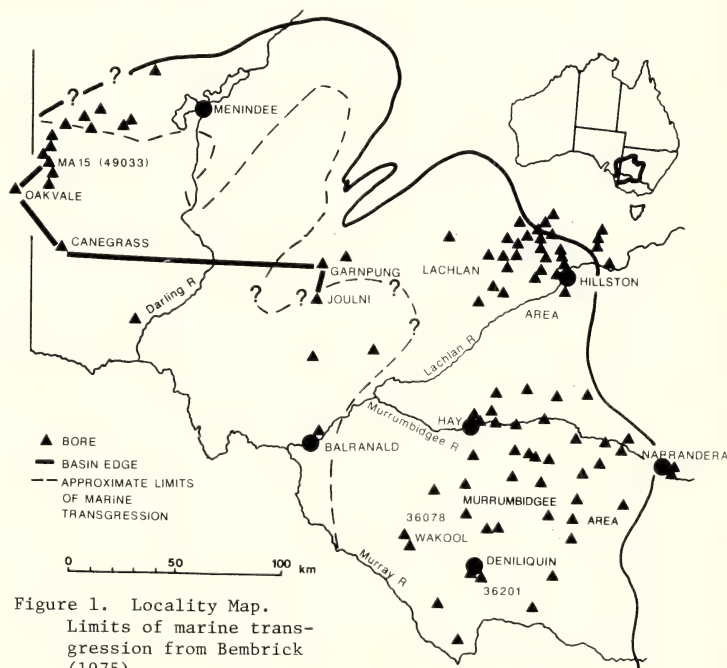 ?
?
MENINDEE
MA15 (49033)
OAKVALE
CANEGRASS
GARNPUNG
JOULNI
?
?
?
?
Darling R
LACHLAN
AREA
HILLSTON
Lachlan R
HAY
Murrumbidgee R
BALRANALD
NARRANDERA
MURRUMBIDGEE
AREA
36078
WAKOOL
DENILIQUIN
36201
Murray R
BORE
BASIN EDGE
APPROXIMATE LIMITS
OF MARINE
TRANSGRESSION
0 50 100 km
Figure 1. Locality Map.
Limits of marine trans-
gression from Bembrick
(1975)